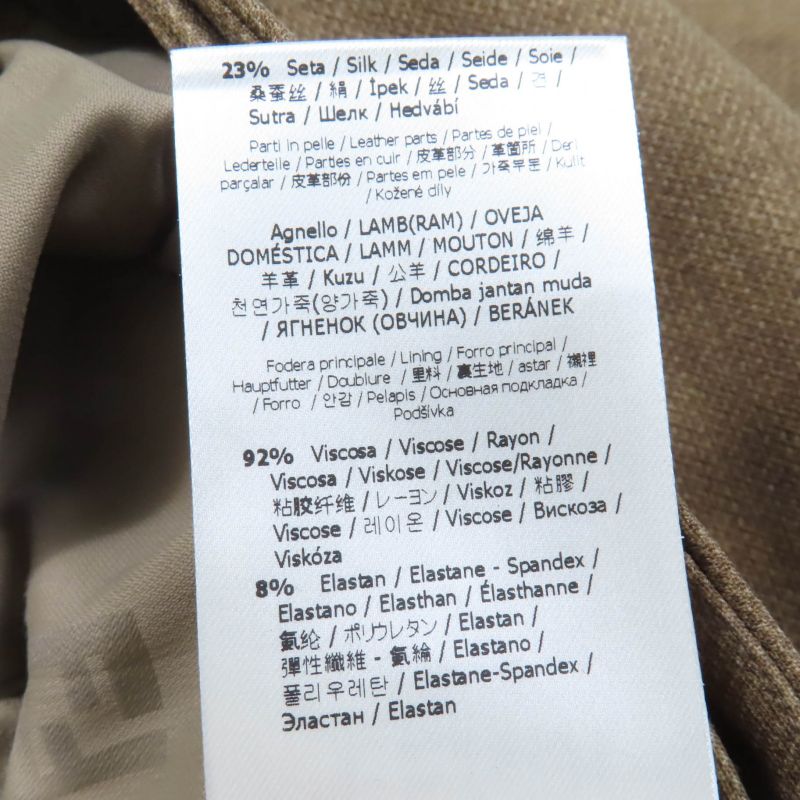 23% Seta / Silk / Seda / Seide / Soie /
桑蚕丝 / 絹 / İpek / 丝 / Seda / 견 /
Sutra / Шелк / Hedvábí
Parti in pelle / Leather parts / Partes de piel /
Lederteile / Parties en cuir / 皮革部分 / 革箇所 / Deri
parçalar / 皮革部份 / Partes em pele / 가죽부분 / Kulit
/ Kožené díly
Agnello / LAMB(RAM) / OVEJA
DOMÉSTICA / LAMM / MOUTON / 绵羊 /
羊革 / Kuzu / 公羊 / CORDEIRO /
천연가죽(양가죽) / Domba jantan muda
/ ЯГНЕНОК (ОВЧИНА) / BERÁNEK
Fodera principale / Lining / Forro principal /
Hauptfutter / Doublure / 里料 / 裏生地 / astar / 襯裡
/ Forro / 안감 / Pelapis / Основная подкладка /
Podšívka
92% Viscosa / Viscose / Rayon /
Viscosa / Viskose / Viscose/Rayonne /
粘胶纤维 / レーヨン / Viskoz / 粘膠 /
Viscose / 레이온 / Viscose / Вискоза /
Viskóza
8% Elastan / Elastane - Spandex /
Elastano / Elasthan / Élasthanne /
氨纶 / ポリウレタン / Elastan /
彈性纖維 - 氨綸 / Elastano /
폴리우레탄 / Elastane-Spandex /
Эластан / Elastan